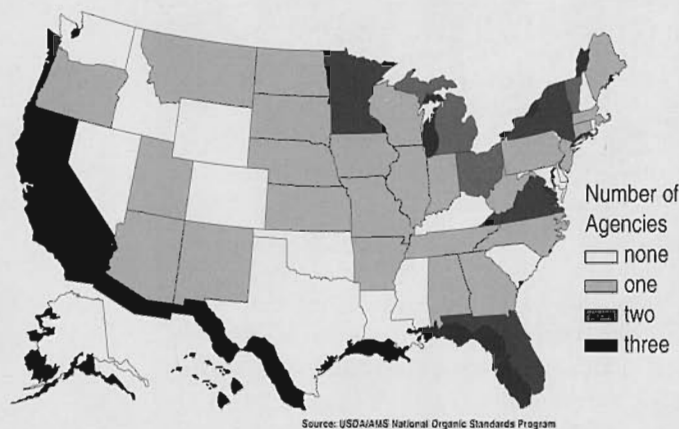 Number of
Agencies
none
one
two
three
Source: USDA/AMS National Organic Standards Program